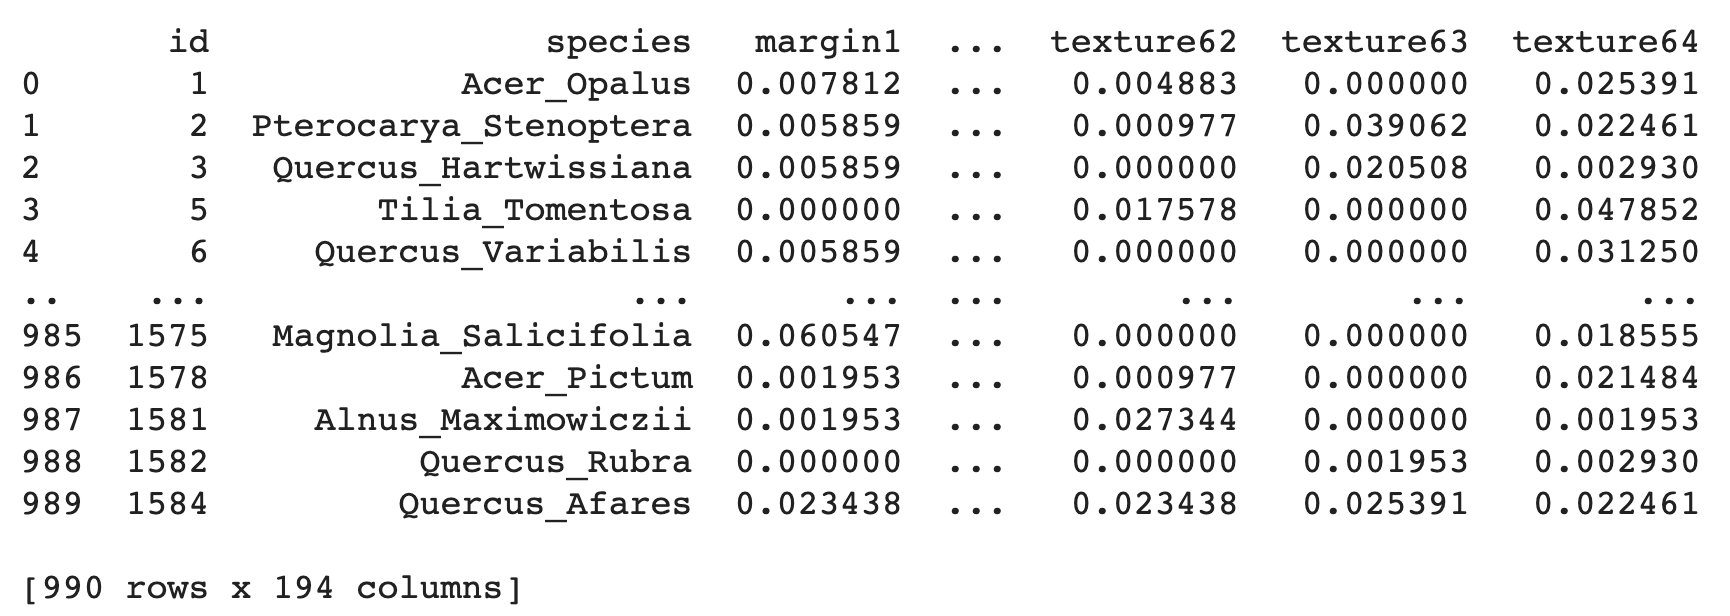 id species margin1 ... texture62 texture63 texture64
0 1 Acer_Opalus 0.007812 ... 0.004883 0.000000 0.025391
1 2 Pterocarya_Stenoptera 0.005859 ... 0.000977 0.039062 0.022461
2 3 Quercus_Hartwissiana 0.005859 ... 0.000000 0.020508 0.002930
3 5 Tilia_Tomentosa 0.000000 ... 0.017578 0.000000 0.047852
4 6 Quercus_Variabilis 0.005859 ... 0.000000 0.000000 0.031250
.. ... ... ... ... ... ... ...
985 1575 Magnolia_Salicifolia 0.060547 ... 0.000000 0.000000 0.018555
986 1578 Acer_Pictum 0.001953 ... 0.000977 0.000000 0.021484
987 1581 Alnus_Maximowiczii 0.001953 ... 0.027344 0.000000 0.001953
988 1582 Quercus_Rubra 0.000000 ... 0.000000 0.001953 0.002930
989 1584 Quercus_Afares 0.023438 ... 0.023438 0.025391 0.022461
[990 rows x 194 columns]